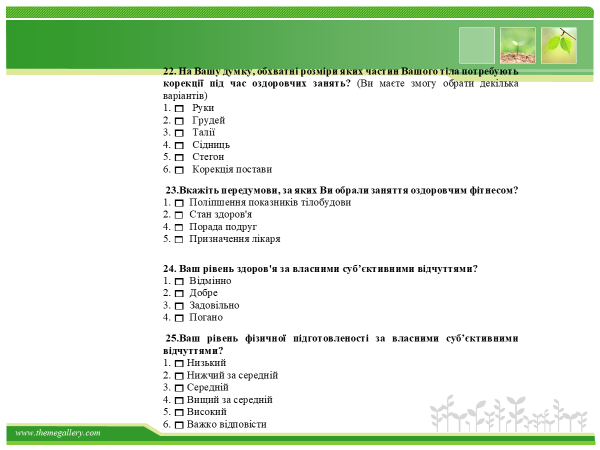 22. На Вашу думку, обхватні розміри яких частин Вашого тіла потребують
корекції під час оздоровчих занять? (Ви маєте змогу обрати декілька
варіантів)
1. Руки
2. Грудей
3. Талії
4. Сідниць
5. Стегон
6. Корекція постави
23.Вкажіть передумови, за яких Ви обрали заняття оздоровчим фітнесом?
1. Поліпшення показників тілобудови
2. Стан здоров'я
4. Порада подруг
5. Призначення лікаря
24. Ваш рівень здоров'я за власними суб’єктивними відчуттями?
1. Відмінно
2. Добре
3. Задовільно
4. Погано
25.Ваш рівень фізичної підготовленості за власними суб’єктивними
відчуттями?
1. Низький
2. Нижчий за середній
3. Середній
4. Вищий за середній
5. Високий
6. Важко відповісти
www.themegallery.com